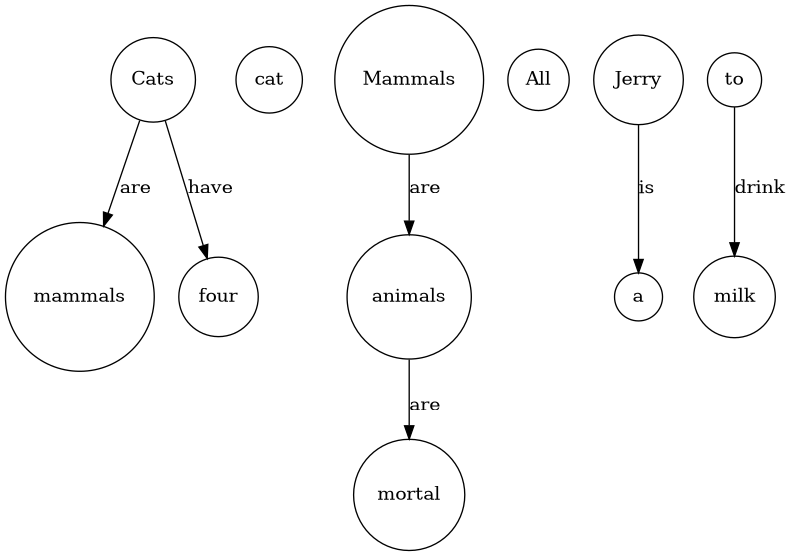 Cats
cat
Mammals
All
Jerry
to
are
have
are
is
drink
mammals
four
animals
a
milk
are
mortal